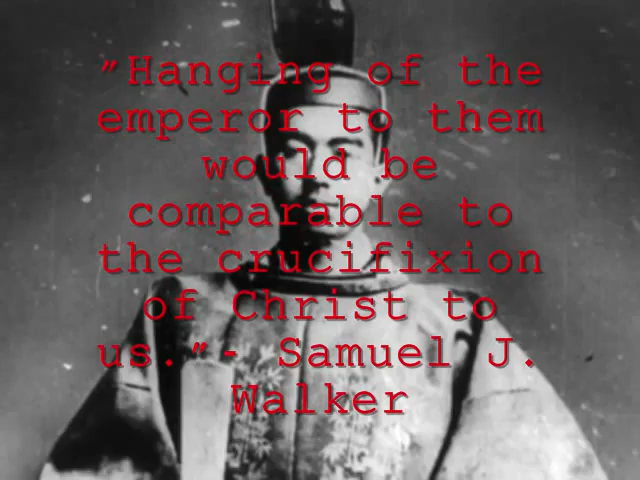 "Hanging of the
emperor to them
would be
comparable to
the crucifixion
of Christ to
us."- Samuel J.
Walker